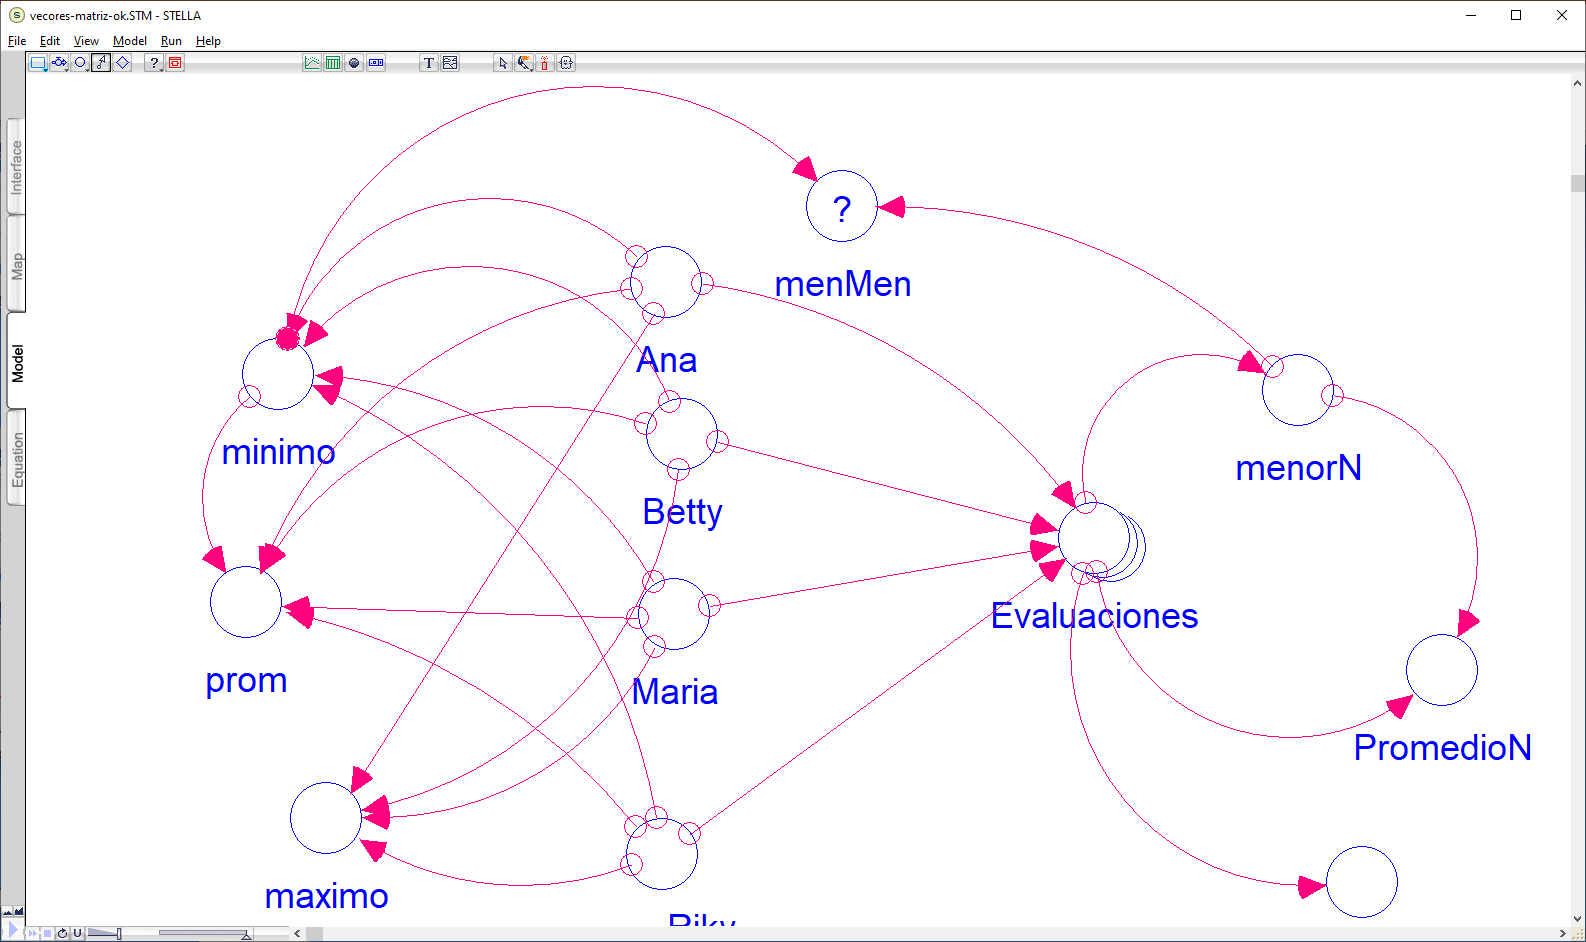 vecores-matriz-ok.STM - STELLA
File Edit View Model Run Help
T
Interface
Map
Model
Equation
?
menMen
Ana
minimo
menorN
Betty
Evaluaciones
prom
Maria
PromedioN
maximo
Riky
U